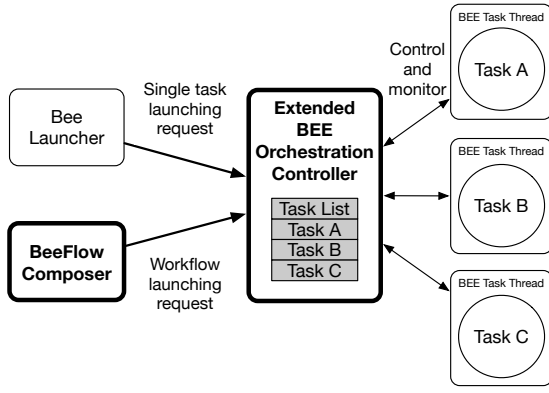 Bee
Launcher
BeeFlow
Composer
Single task
launching
request
Workflow
launching
request
Extended
BEE
Orchestration
Controller
Task List
Task A
Task B
Task C
Control
and
monitor
BEE Task Thread
Task A
BEE Task Thread
Task B
BEE Task Thread
Task C